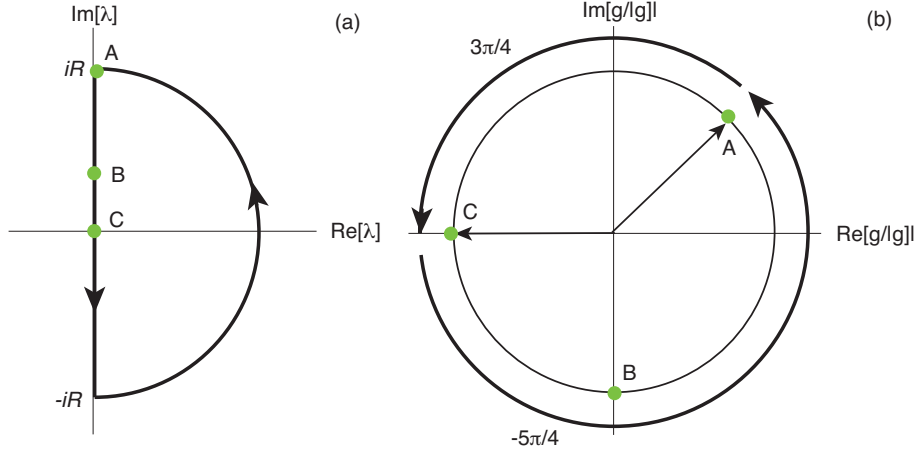 Im[λ]
(a)
A
iR
B
C
Re[λ]
-iR
Im[g/|g]|
(b)
3π/4
A
C
Re[g/|g]|
B
-5π/4